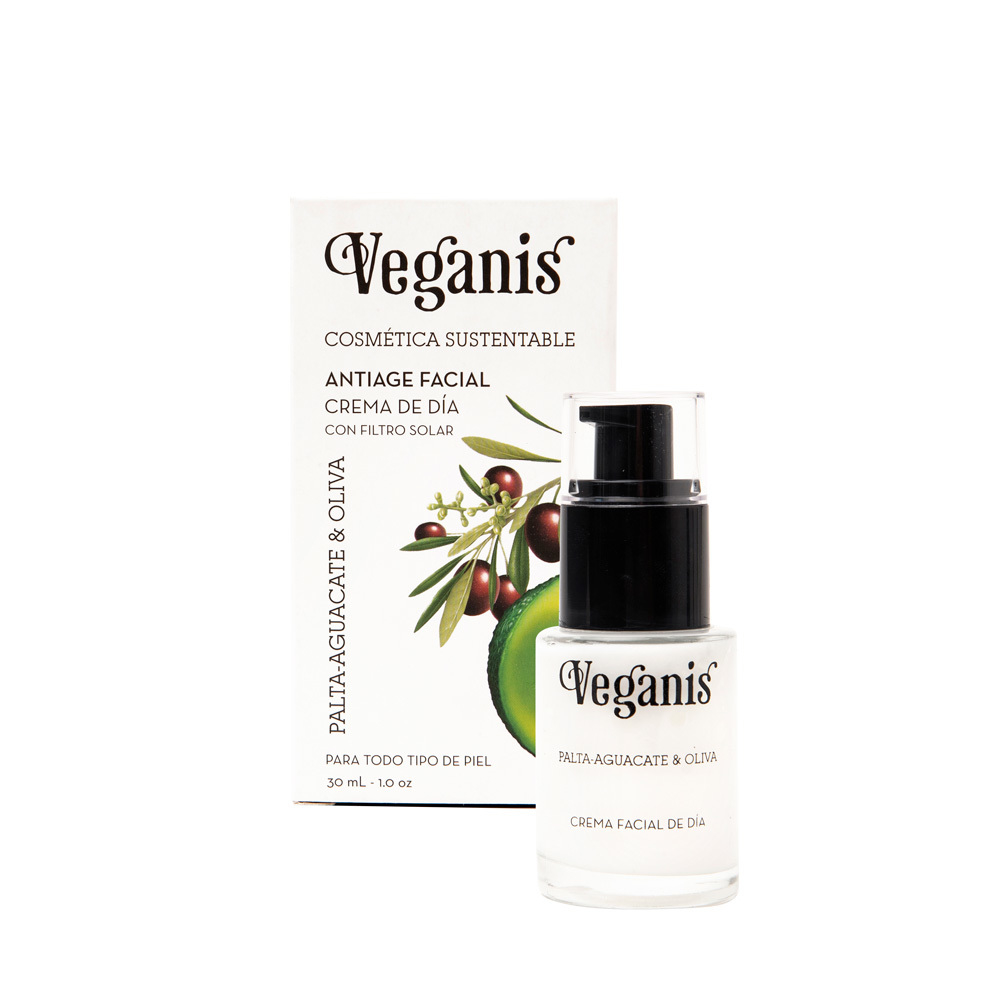 Veganis
COSMÉTICA SUSTENTABLE
ANTIAGE FACIAL
CREMA DE DÍA
CON FILTRO SOLAR
PALTA-AGUACATE & OLIVA
PARA TODO TIPO DE PIEL
30 mL - 1.0 oz
Veganis
PALTA-AGUACATE & OLIVA
CREMA FACIAL DE DÍA